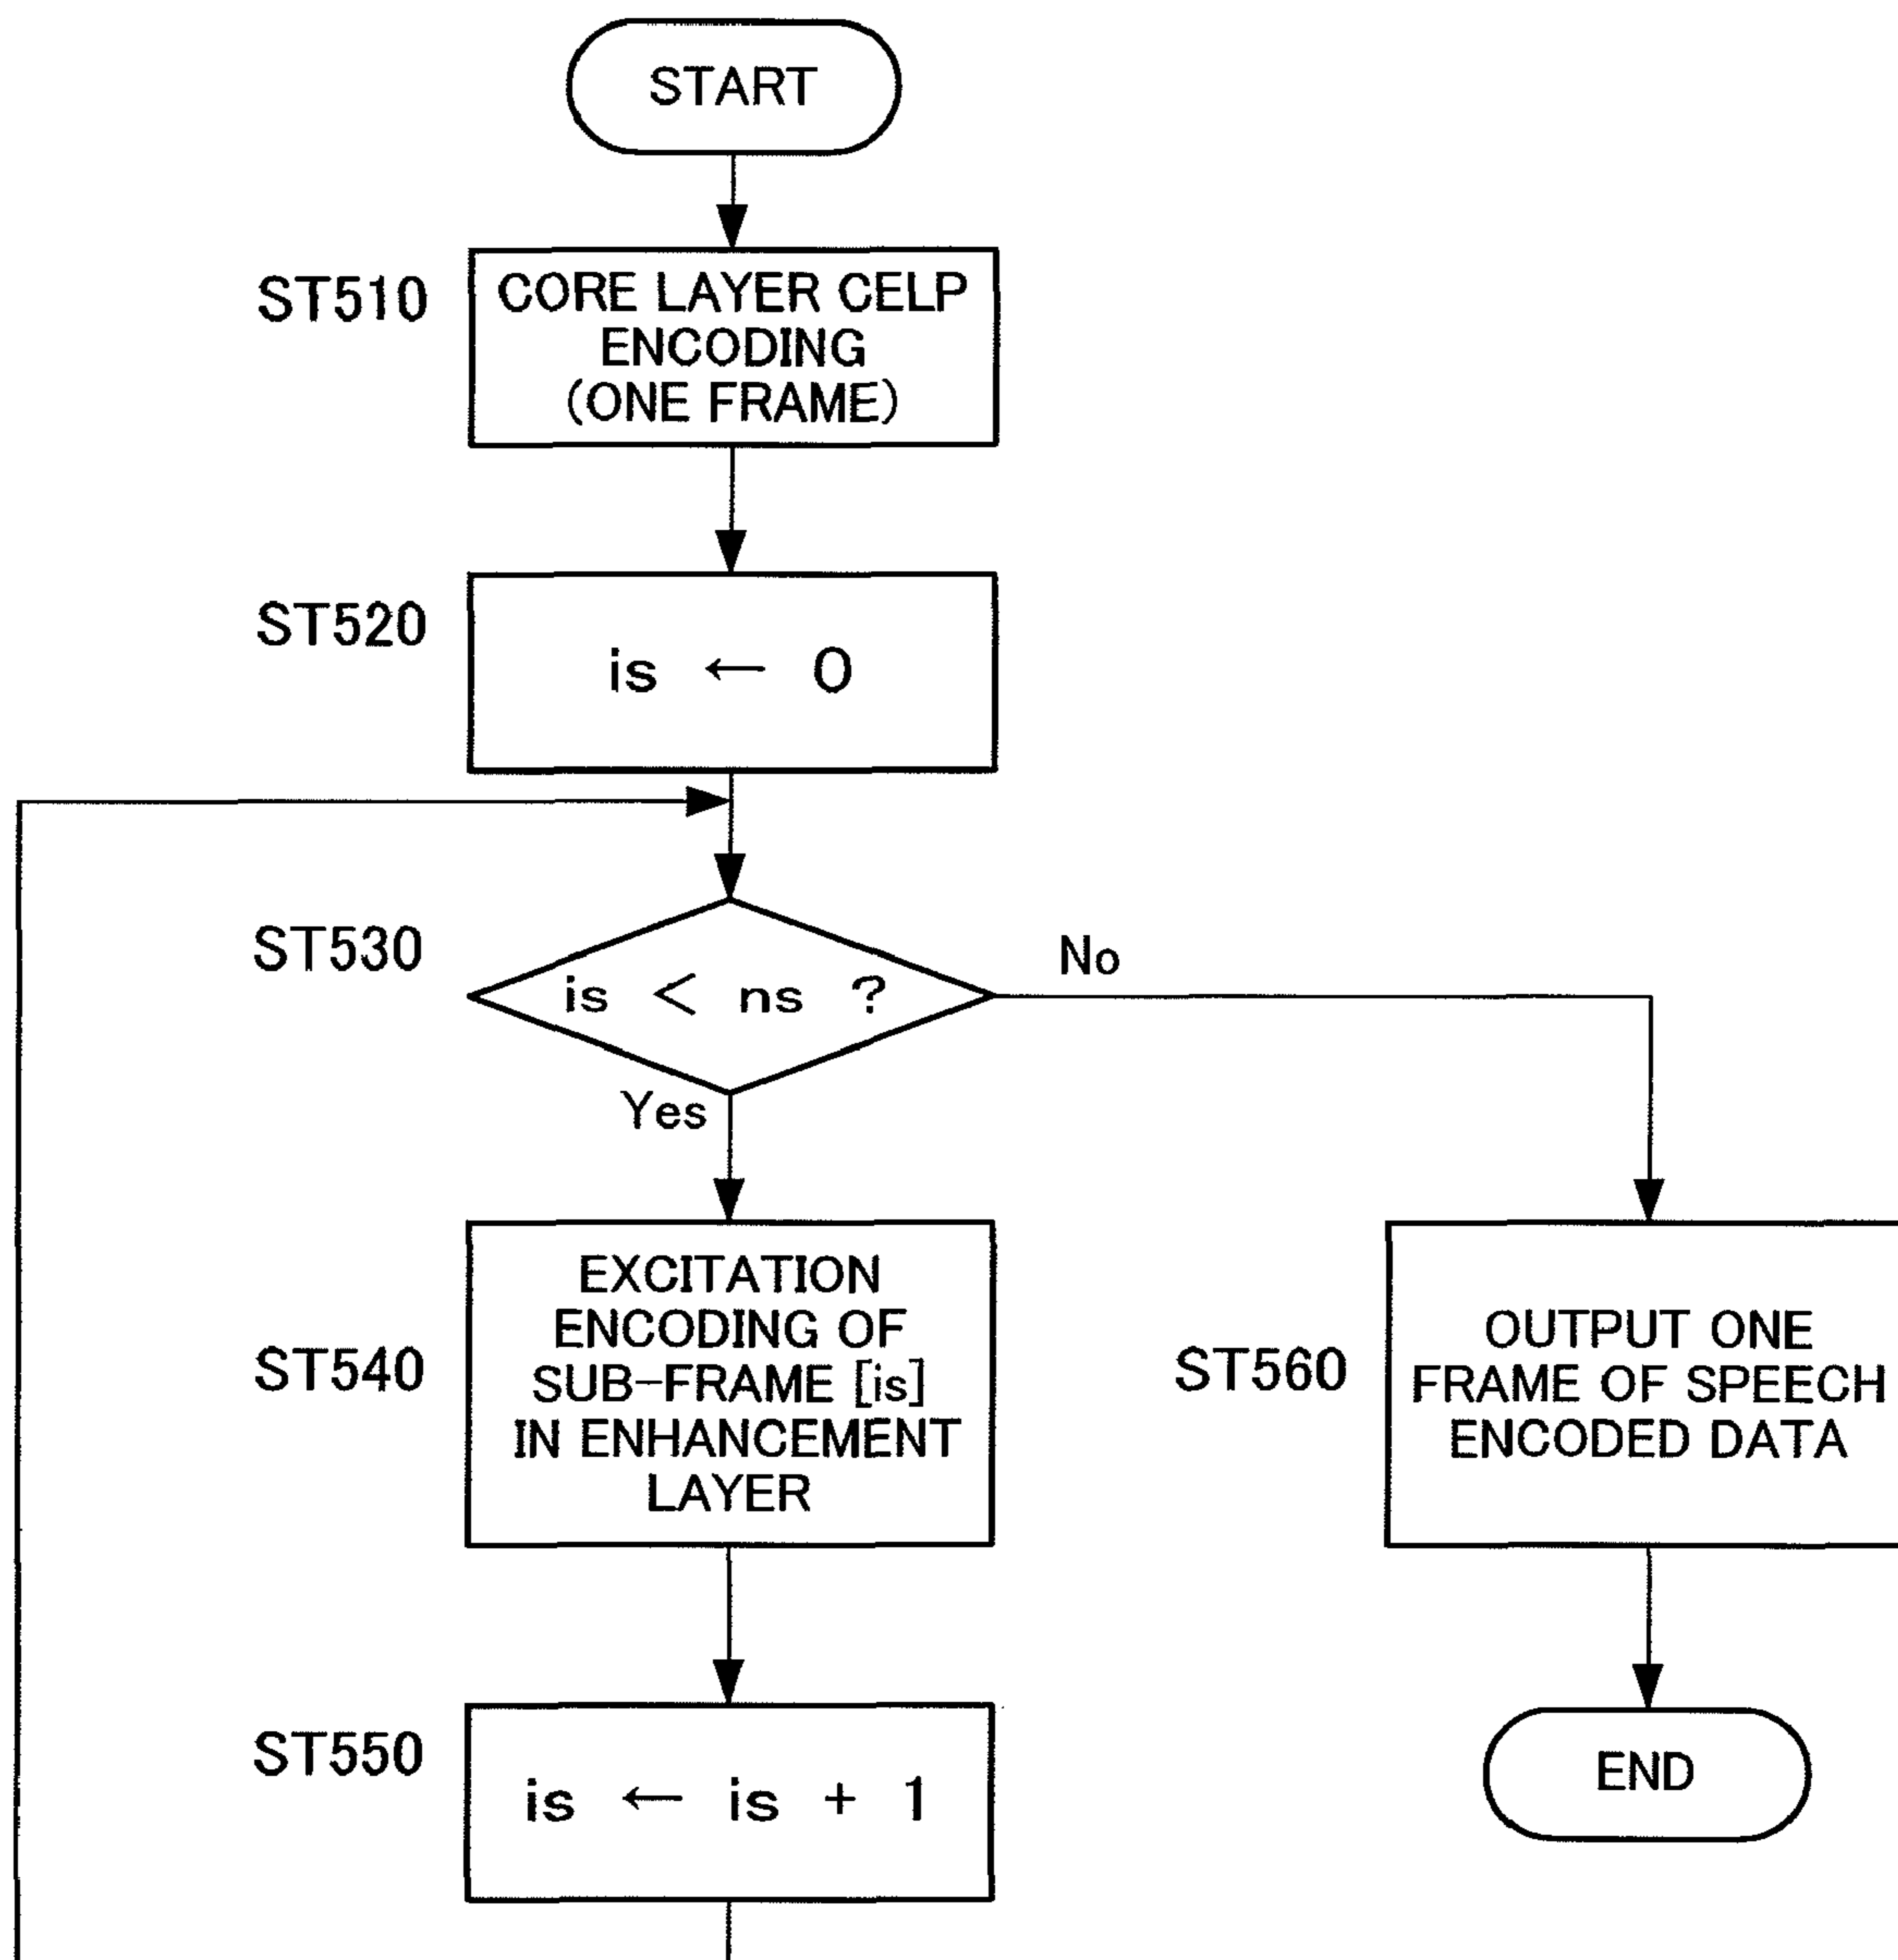 START
ST510
CORE LAYER CELP
ENCODING
(ONE FRAME)
ST520
is ← 0
ST530
is < ns ?
No
Yes
ST540
EXCITATION
ENCODING OF
SUB-FRAME [is]
IN ENHANCEMENT
LAYER
ST560
OUTPUT ONE
FRAME OF SPEECH
ENCODED DATA
ST550
is ← is + 1
END